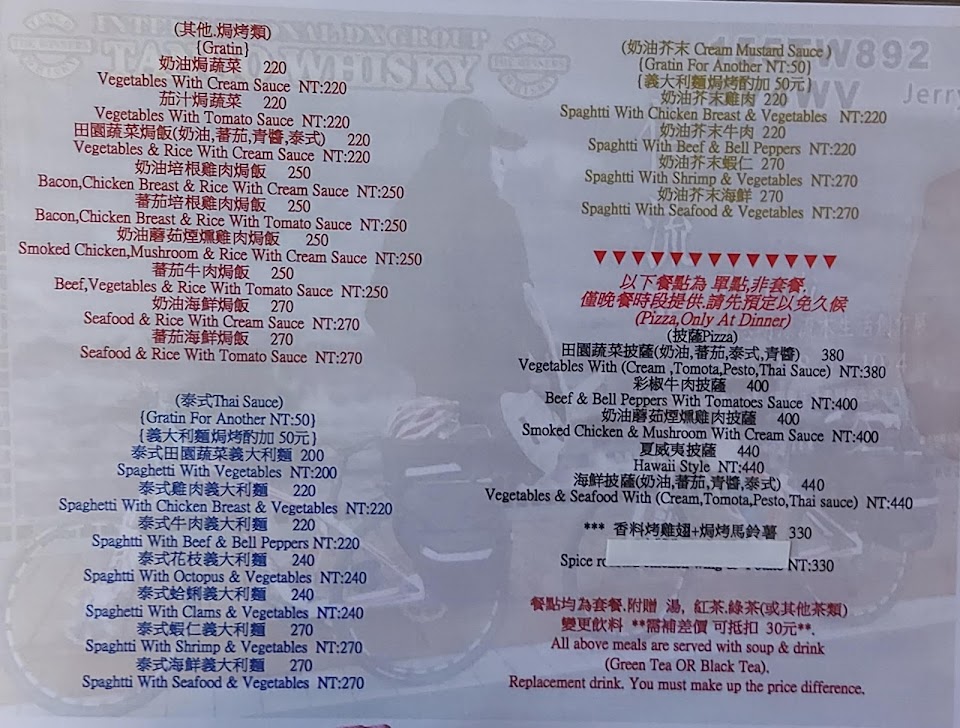 INTERNATIONAL DX GROUP
TANGO WHISKY
THE WINNERS
(其他.焗烤類)
{Gratin}
奶油焗蔬菜 220
Vegetables With Cream Sauce NT:220
茄汁焗蔬菜 220
Vegetables With Tomato Sauce NT:220
田園蔬菜焗飯(奶油,蕃茄,青醬,泰式) 220
Vegetables & Rice With Cream Sauce NT:220
奶油培根雞肉焗飯 250
Bacon,Chicken Breast & Rice With Cream Sauce NT:250
蕃茄培根雞肉焗飯 250
Bacon,Chicken Breast & Rice With Tomato Sauce NT:250
奶油蘑茹煙燻雞肉焗飯 250
Smoked Chicken,Mushroom & Rice With Cream Sauce NT:250
蕃茄牛肉焗飯 250
Beef,Vegetables & Rice With Tomato Sauce NT:250
奶油海鮮焗飯 270
Seafood & Rice With Cream Sauce NT:270
蕃茄海鮮焗飯 270
Seafood & Rice With Tomato Sauce NT:270
(泰式Thai Sauce)
{Gratin For Another NT:50}
{義大利麵焗烤酌加 50元}
泰式田園蔬菜義大利麵 200
Spaghetti With Vegetables NT:200
泰式雞肉義大利麵 220
Spaghetti With Chicken Breast & Vegetables NT:220
泰式牛肉義大利麵 220
Spaghtti With Beef & Bell Peppers NT:220
泰式花枝義大利麵 240
Spaghtti With Octopus & Vegetables NT:240
泰式蛤蜊義大利麵 240
Spaghtti With Clams & Vegetables NT:240
泰式蝦仁義大利麵 270
Spaghtti With Shrimp & Vegetables NT:270
泰式海鮮義大利麵 270
Spaghtti With Seafood & Vegetables NT:270
TW892
WV
Jerry
(奶油芥末 Cream Mustard Sauce )
{Gratin For Another NT:50}
{義大利麵焗烤酌加 50元}
奶油芥末雞肉 220
Spaghtti With Chicken Breast & Vegetables NT:220
奶油芥末牛肉 220
Spaghtti With Beef & Bell Peppers NT:220
奶油芥末蝦仁 270
Spaghtti With Shrimp & Vegetables NT:270
奶油芥末海鮮 270
Spaghtti With Seafood & Vegetables NT:270
流
▼▼▼▼▼▼▼▼▼▼▼▼▼
以下餐點為 單點,非套餐.
僅晚餐時段提供.請先預定以免久候
(Pizza,Only At Dinner)
(披薩Pizza)
田園蔬菜披薩(奶油,蕃茄,泰式,青醬) 380
Vegetables With (Cream ,Tomota,Pesto,Thai Sauce) NT:380
彩椒牛肉披薩 400
Beef & Bell Peppers With Tomatoes Sauce NT:400
奶油蘑茹煙燻雞肉披薩 400
Smoked Chicken & Mushroom With Cream Sauce NT:400
夏威夷披薩 440
Hawaii Style NT:440
海鮮披薩(奶油,蕃茄,青醬,泰式) 440
Vegetables & Seafood With (Cream,Tomota,Pesto,Thai sauce) NT:440
*** 香料烤雞翅+焗烤馬鈴薯 330
Spice NT:330
餐點均為套餐.附贈 湯, 紅茶.綠茶(或其他茶類)
變更飲料 **需補差價 可抵扣 30元**.
All above meals are served with soup & drink
(Green Tea OR Black Tea).
Replacement drink. You must make up the price difference.